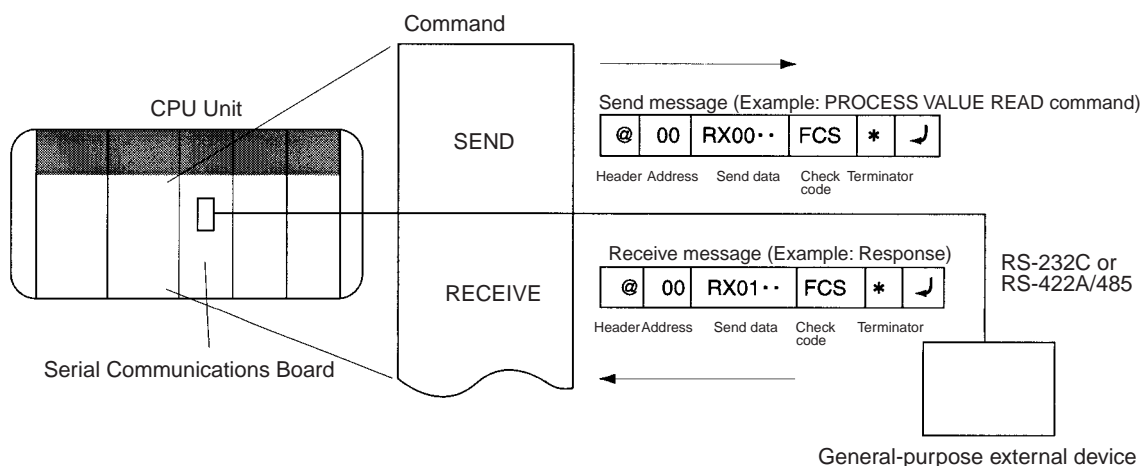 Command
CPU Unit
SEND
Send message (Example: PROCESS VALUE READ command)
@ 00 RX00·· FCS * ↲
Header Address Send data Check code Terminator
RECEIVE
Receive message (Example: Response)
@ 00 RX01·· FCS * ↲
Header Address Send data Check code Terminator
RS-232C or
RS-422A/485
Serial Communications Board
General-purpose external device